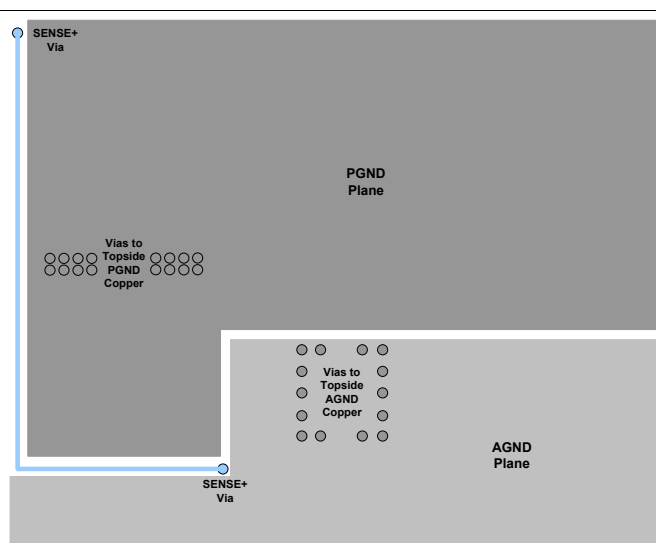 SENSE+
Via
PGND
Plane
Vias to
Topside
PGND
Copper
Vias to
Topside
AGND
Copper
AGND
Plane
SENSE+
Via